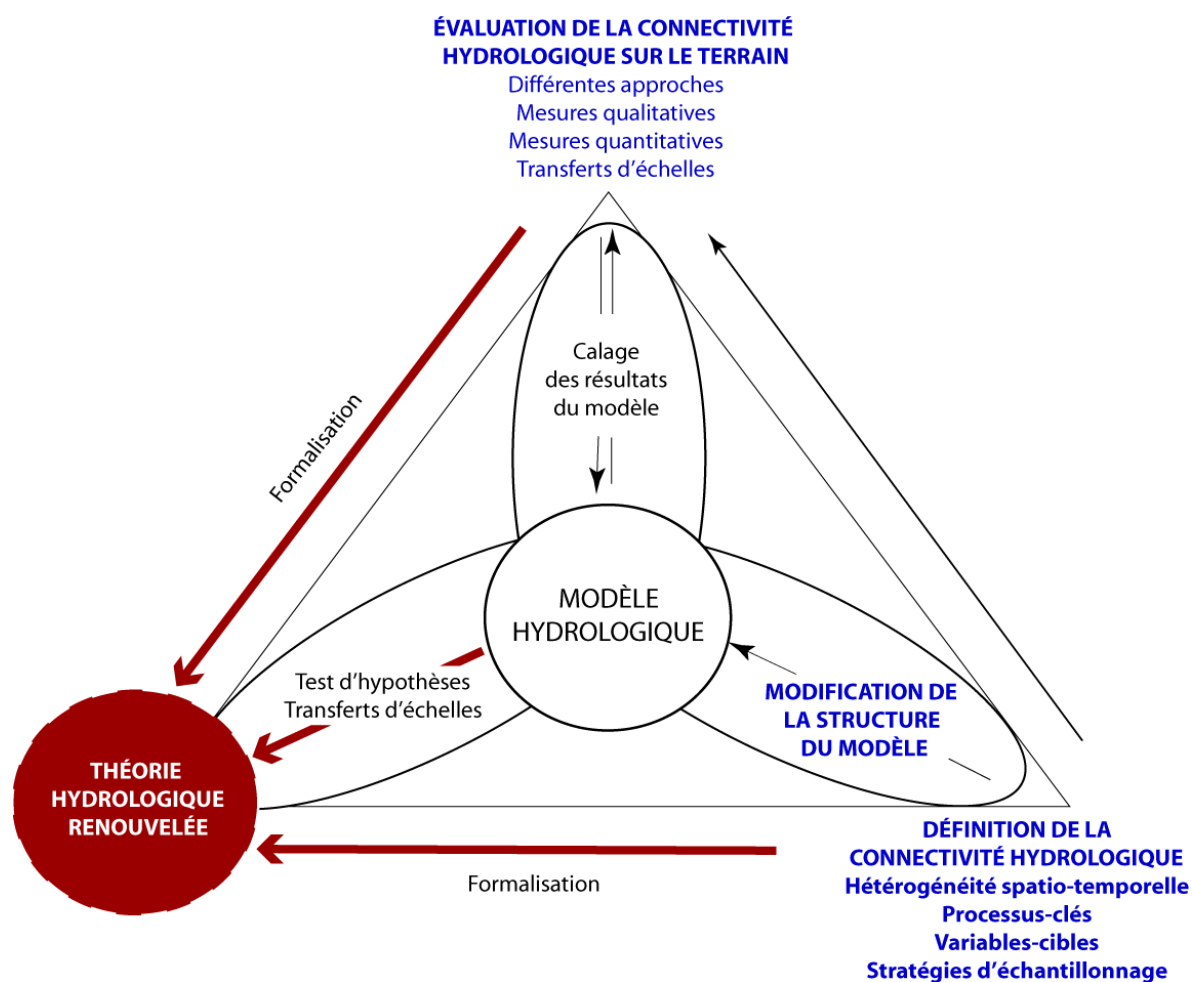 ÉVALUATION DE LA CONNECTIVITÉ
HYDROLOGIQUE SUR LE TERRAIN
Différentes approches
Mesures qualitatives
Mesures quantitatives
Transferts d'échelles
Formalisation
Calage
des résultats
du modèle
MODÈLE
HYDROLOGIQUE
Test d'hypothèses
Transferts d'échelles
MODIFICATION DE
LA STRUCTURE
DU MODÈLE
THÉORIE
HYDROLOGIQUE
RENOUVELÉE
Formalisation
DÉFINITION DE LA
CONNECTIVITÉ HYDROLOGIQUE
Hétérogénéité spatio-temporelle
Processus-clés
Variables-cibles
Stratégies d'échantillonnage